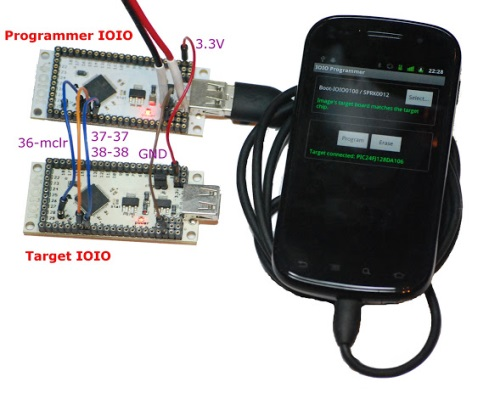 Programmer IOIO
3.3V
36-mclr
37-37
38-38
GND
Target IOIO
22:28
IOIO Programmer
Boot-IOIO0100 / SPRK0012
Select...
Image's target board matches the target
chip.
Program
Erase
Target connected: PIC24FJ128DA106